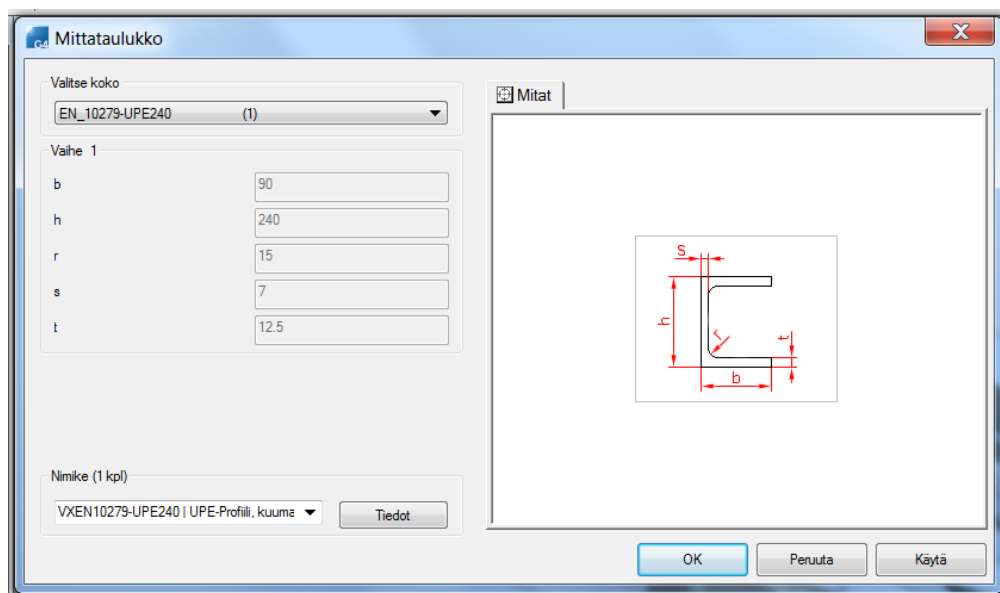 G4 Mittataulukko
Valitse koko
EN_10279-UPE240 (1)
Vaihe 1
b 90
h 240
r 15
s 7
t 12.5
Nimike (1 kpl)
VXEN10279-UPE240 | UPE-Profiili, kuuma
Tiedot
Mitat
S
h
r
t
b
OK
Peruuta
Käytä